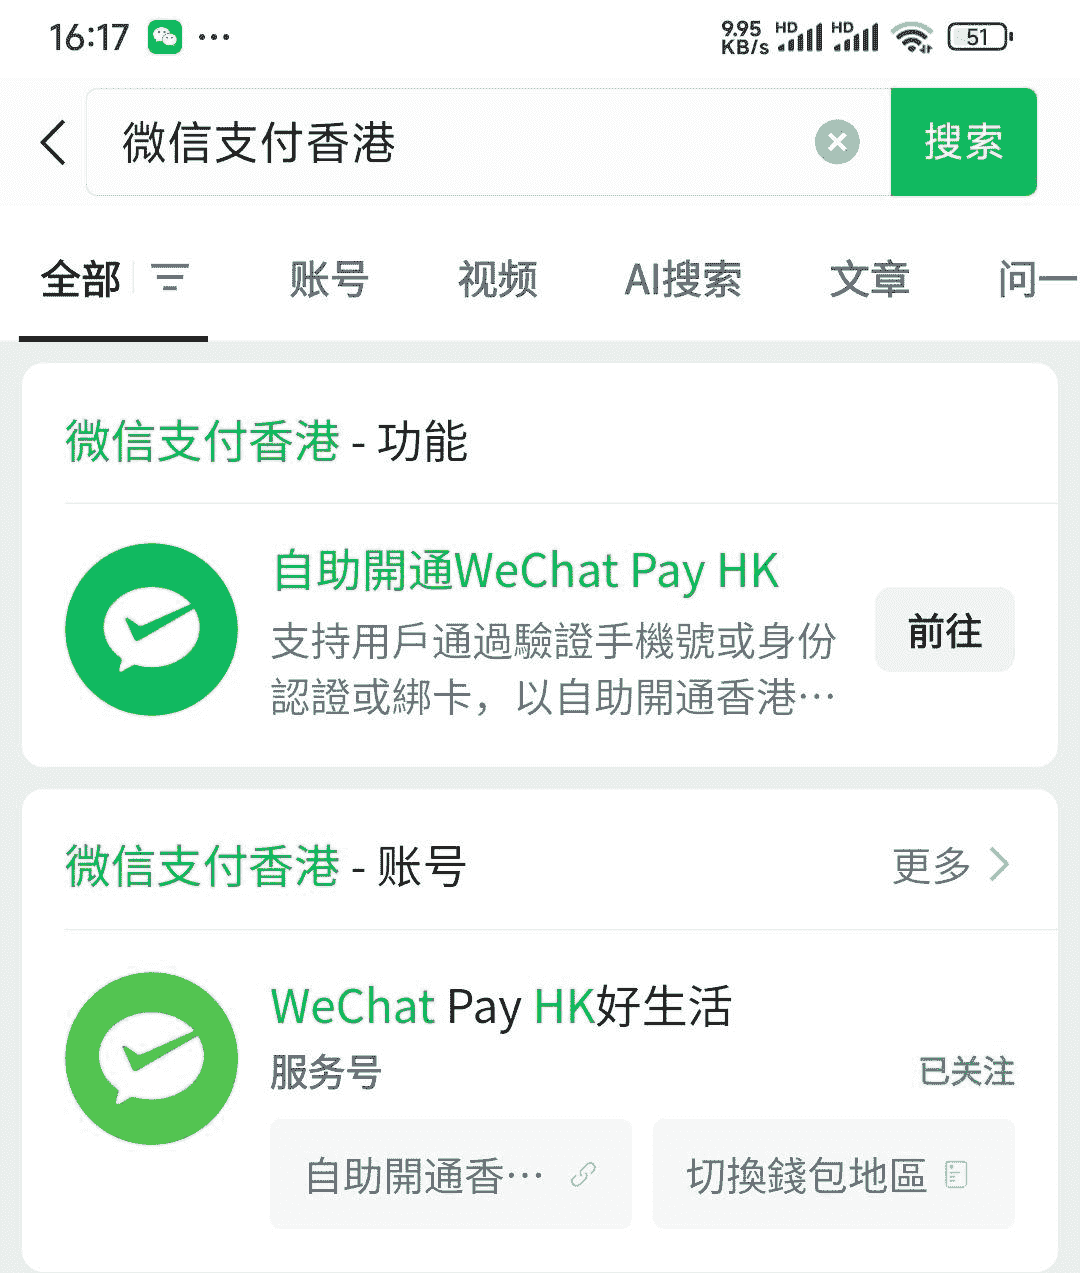 16:17 ...
9.95 KB/s HD HD 51
微信支付香港
搜索
全部 账号 视频 AI搜索 文章 问一
微信支付香港 - 功能
自助開通WeChat Pay HK
支持用戶通過驗證手機號或身份
認證或綁卡，以自助開通香港…
前往
微信支付香港 - 账号
更多
WeChat Pay HK好生活
服务号
已关注
自助開通香…
切換錢包地區